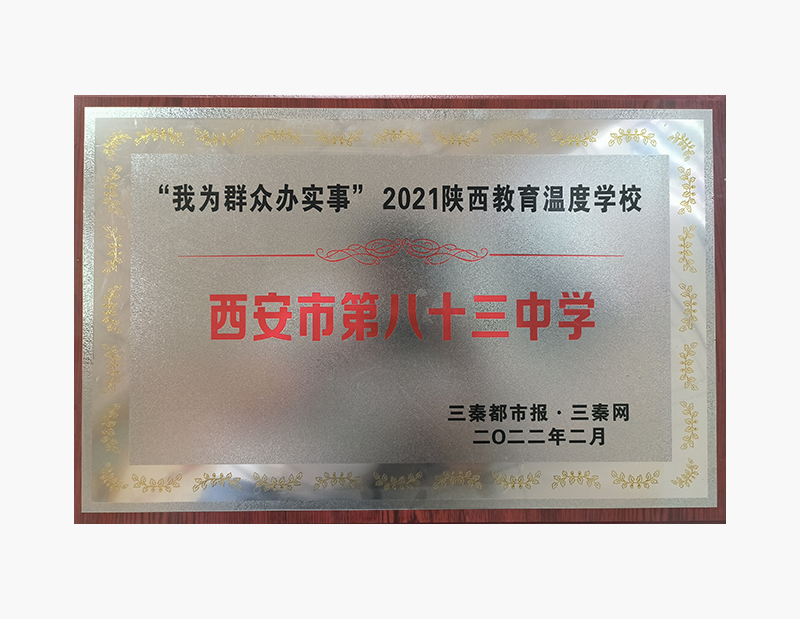 “我为群众办实事” 2021陕西教育温度学校
西安市第八十三中学
三秦都市报·三秦网
二〇二二年二月